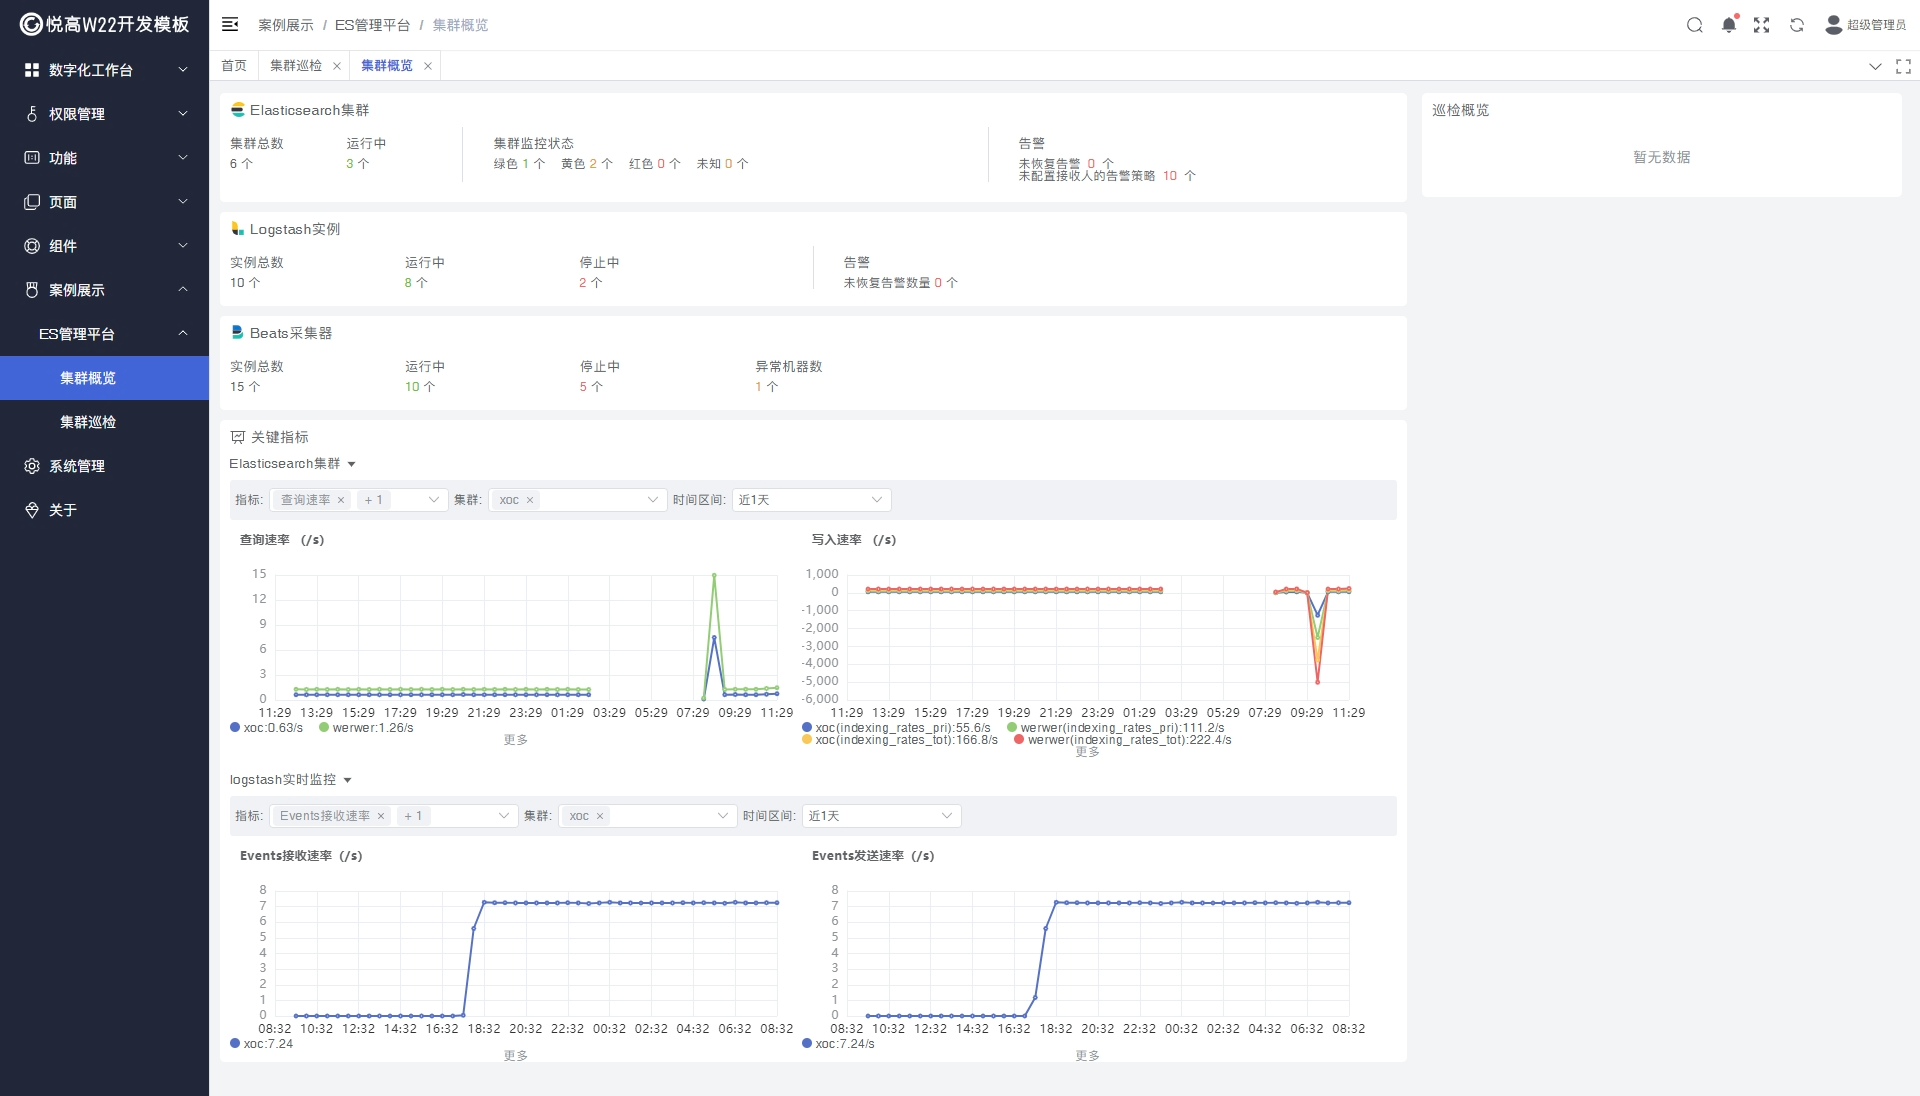 悦高W22开发模板
数字化工作台
权限管理
功能
页面
组件
案例展示
ES管理平台
集群概览
集群巡检
系统管理
关于
案例展示 / ES管理平台 / 集群概览
超级管理员
首页 集群巡检 集群概览
Elasticsearch集群
集群总数 运行中 集群监控状态 告警
6 个 3 个 绿色 1 个 黄色 2 个 红色 0 个 未知 0 个 未恢复告警 0 个
未配置接收人的告警策略 10 个
Logstash实例
实例总数 运行中 停止中 告警
10 个 8 个 2 个 未恢复告警数量 0 个
Beats采集器
实例总数 运行中 停止中 异常机器数
15 个 10 个 5 个 1 个
巡检概览
暂无数据
关键指标
Elasticsearch集群
指标: 查询速率 + 1 集群: xoc 时间区间: 近1天
查询速率 (/s)
15
12
9
6
3
0
11:29 13:29 15:29 17:29 19:29 21:29 23:29 01:29 03:29 05:29 07:29 09:29 11:29
xoc:0.63/s werwer:1.26/s
更多
写入速率 (/s)
1,000
0
-1,000
-2,000
-3,000
-4,000
-5,000
-6,000
11:29 13:29 15:29 17:29 19:29 21:29 23:29 01:29 03:29 05:29 07:29 09:29 11:29
xoc(indexing_rates_pri):55.6/s werwer(indexing_rates_pri):111.2/s
xoc(indexing_rates_tot):166.8/s werwer(indexing_rates_tot):222.4/s
更多
logstash实时监控
指标: Events接收速率 + 1 集群: xoc 时间区间: 近1天
Events接收速率 (/s)
8
7
6
5
4
3
2
1
0
08:32 10:32 12:32 14:32 16:32 18:32 20:32 22:32 00:32 02:32 04:32 06:32 08:32
xoc:7.24
更多
Events发送速率 (/s)
8
7
6
5
4
3
2
1
0
08:32 10:32 12:32 14:32 16:32 18:32 20:32 22:32 00:32 02:32 04:32 06:32 08:32
xoc:7.24/s
更多